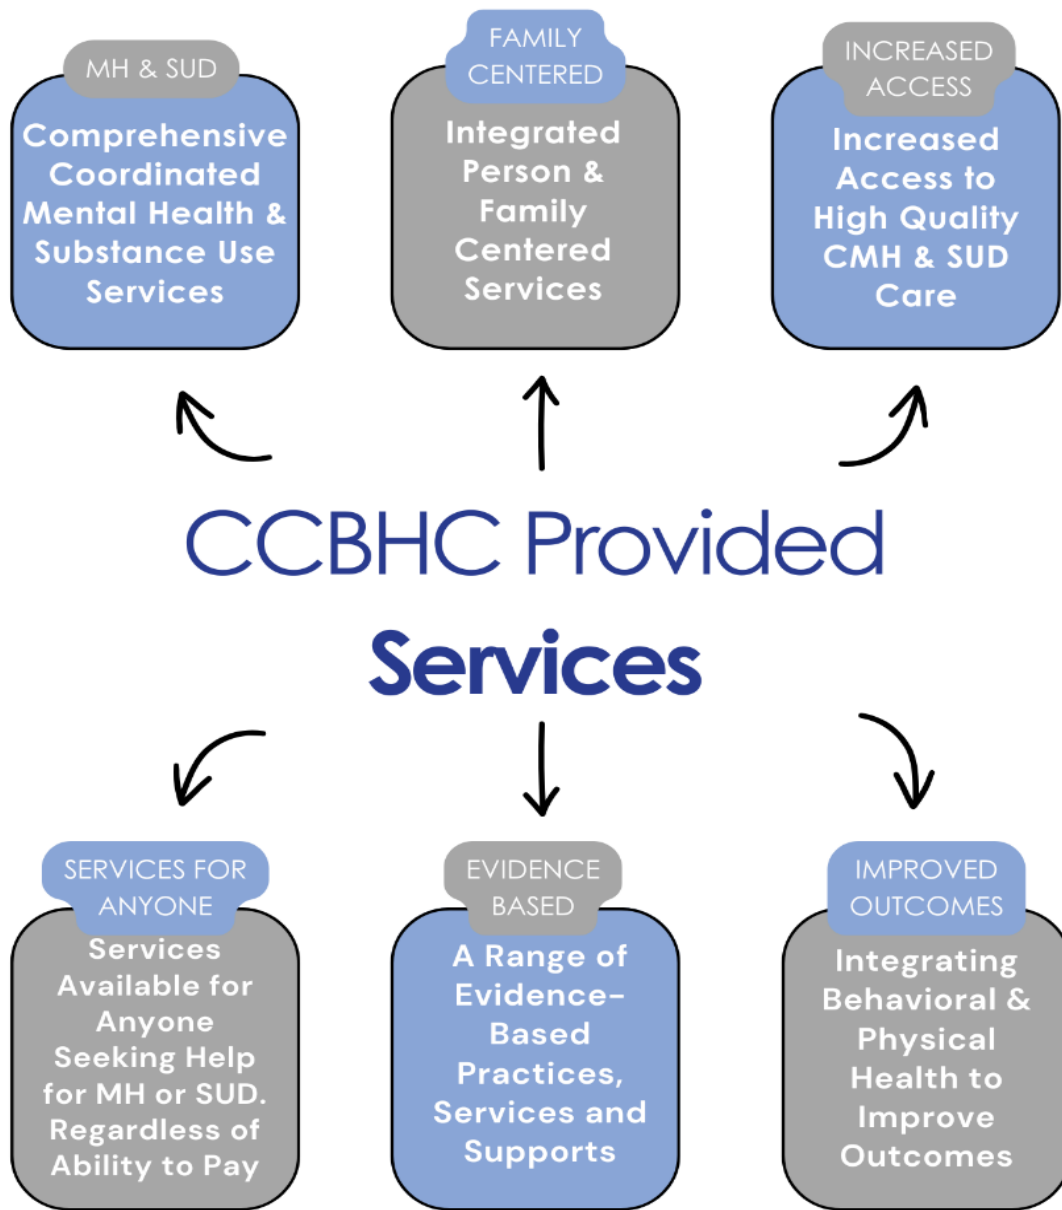 MH & SUD
Comprehensive
Coordinated
Mental Health &
Substance Use
Services
FAMILY
CENTERED
Integrated
Person &
Family
Centered
Services
INCREASED
ACCESS
Increased
Access to
High Quality
CMH & SUD
Care
CCBHC Provided
Services
SERVICES FOR
ANYONE
Services
Available for
Anyone
Seeking Help
for MH or SUD.
Regardless of
Ability to Pay
EVIDENCE
BASED
A Range of
Evidence-
Based
Practices,
Services and
Supports
IMPROVED
OUTCOMES
Integrating
Behavioral &
Physical
Health to
Improve
Outcomes